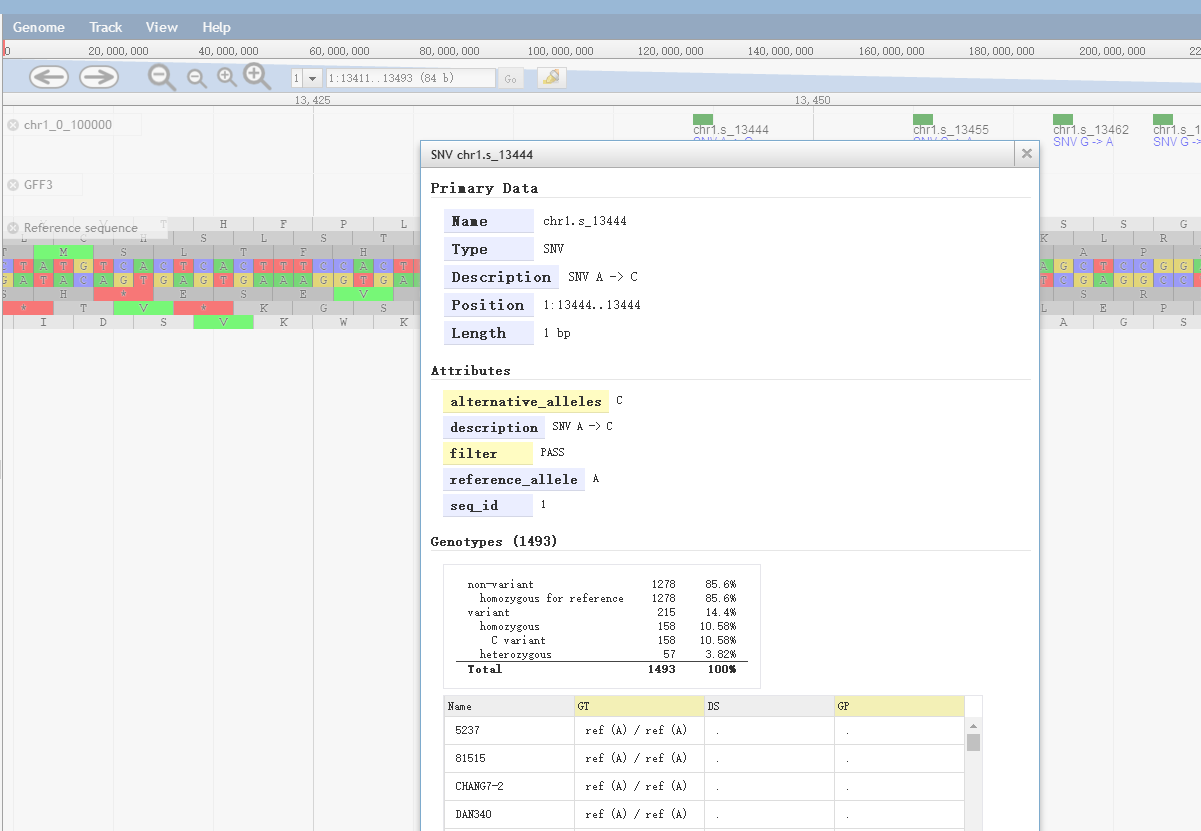 Genome Track View Help
0 20,000,000 40,000,000 60,000,000 80,000,000 100,000,000 120,000,000 140,000,000 160,000,000 180,000,000 200,000,000
1 1:13411..13493 (84 b) Go
13,425 13,450
chr1_0_100000
chr1.s_13444 chr1.s_13455 chr1.s_13462
SNV G -> A
GFF3
Reference sequence
T H F P L S S G
H S L S T K L R
M S L T F H A P
T A T G T C A C T C A C T T T C C A C T A G C T C C G G
G A T A C A G T G A G T G A A A G G T G A T C G A G G C C
H * E S E V S R
* T V * K G S L E P
I D S V K W K A G S
SNV chr1.s_13444
Primary Data
Name chr1.s_13444
Type SNV
Description SNV A -> C
Position 1:13444..13444
Length 1 bp
Attributes
alternative_alleles C
description SNV A -> C
filter PASS
reference_allele A
seq_id 1
Genotypes (1493)
non-variant 1278 85.6%
homozygous for reference 1278 85.6%
variant 215 14.4%
homozygous 158 10.58%
C variant 158 10.58%
heterozygous 57 3.82%
Total 1493 100%
Name GT DS GP
5237 ref (A) / ref (A) . .
81515 ref (A) / ref (A) . .
CHANG7-2 ref (A) / ref (A) . .
DAN340 ref (A) / ref (A) . .